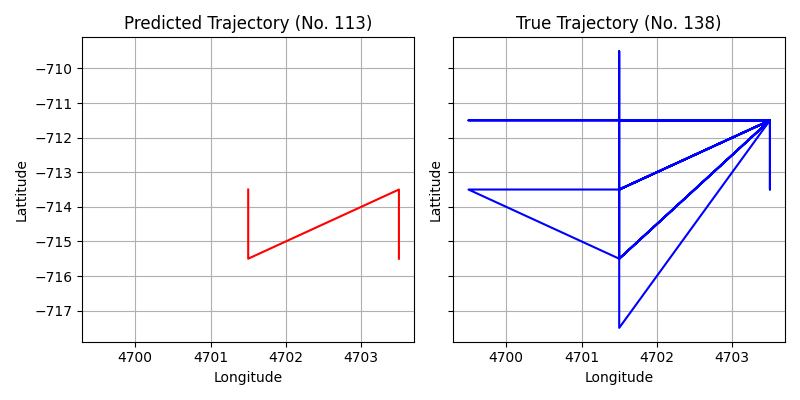 Predicted Trajectory (No. 113)
True Trajectory (No. 138)
−710
−711
−712
−713
−714
−715
−716
−717
Lattitude
Lattitude
4700 4701 4702 4703
4700 4701 4702 4703
Longitude
Longitude